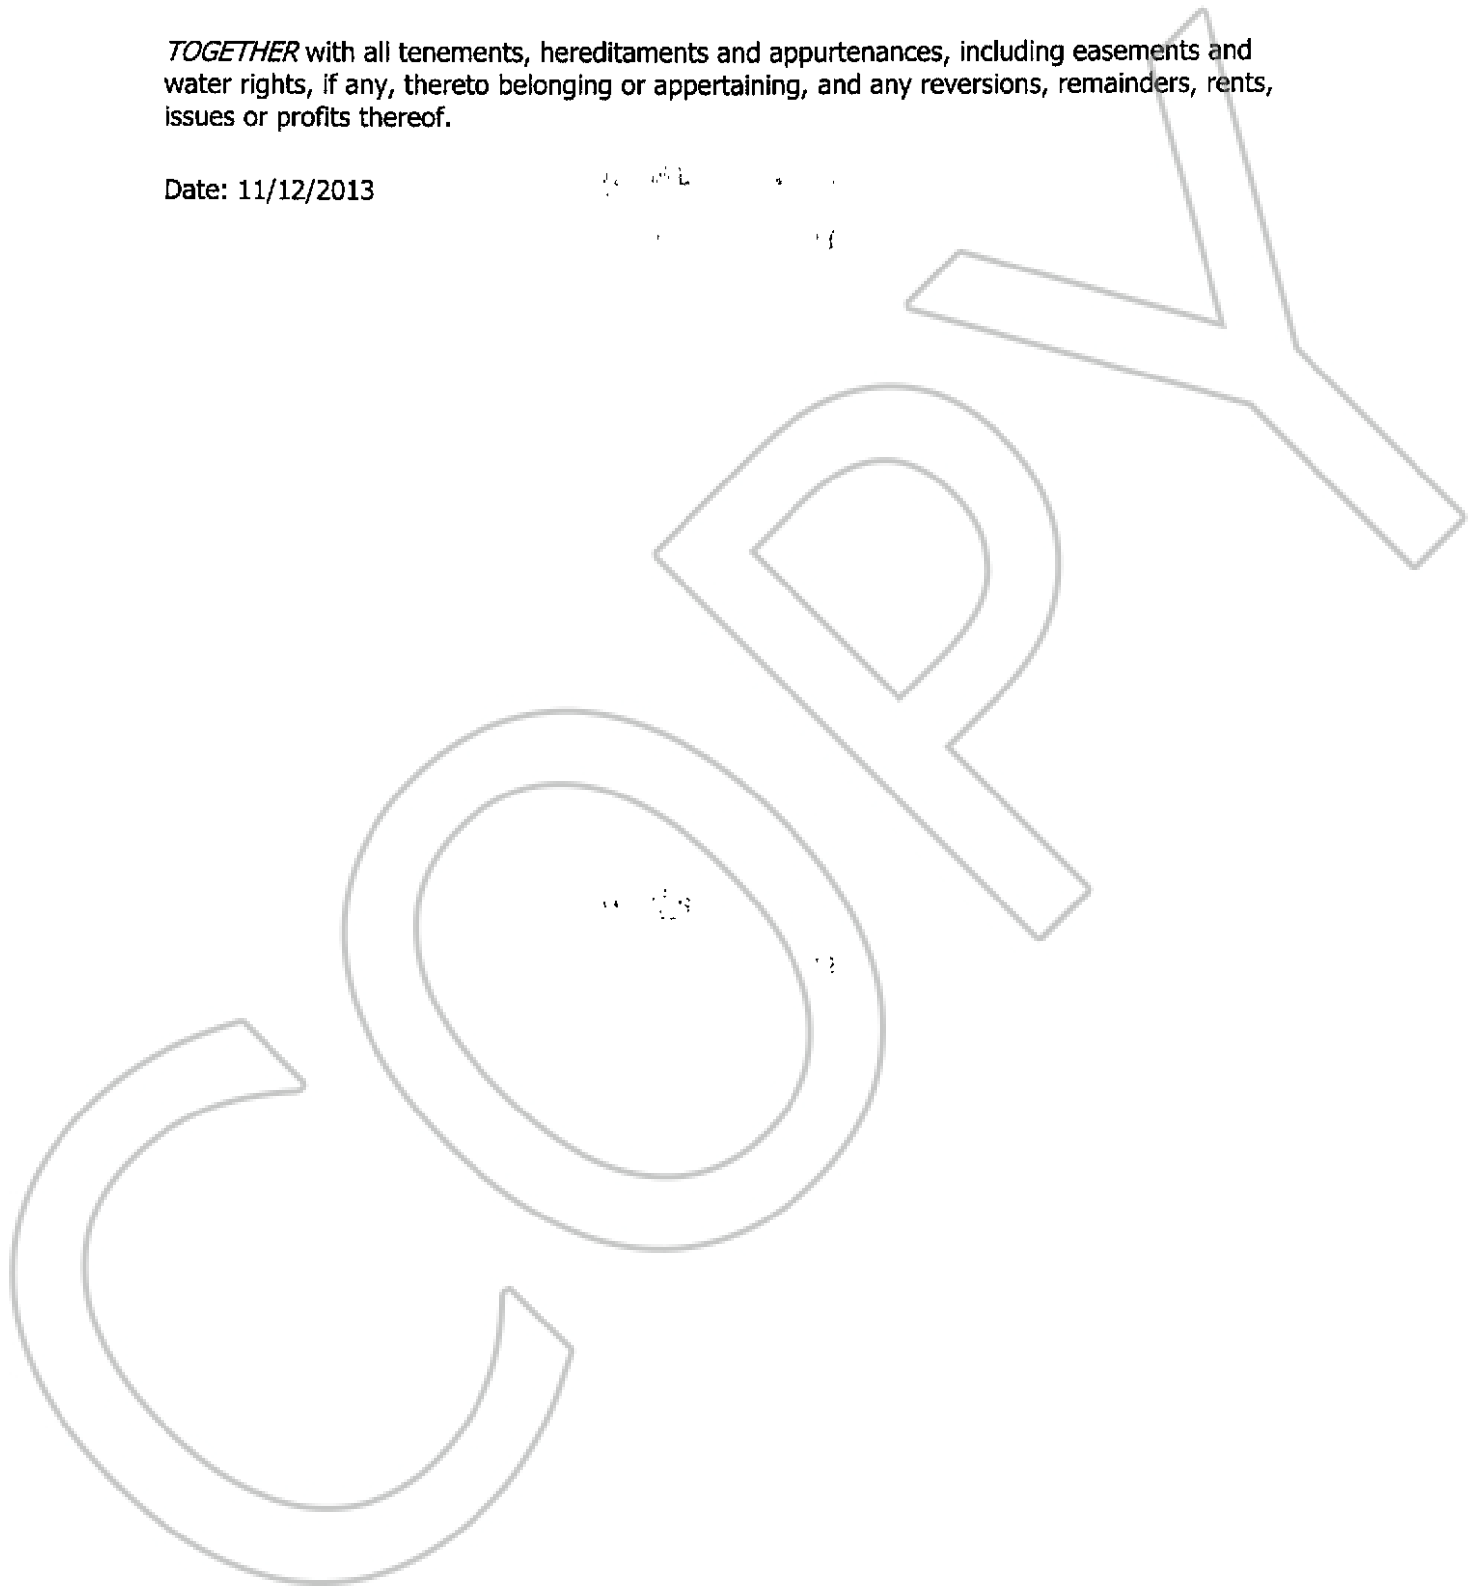 TOGETHER with all tenements, hereditaments and appurtenances, including easements and
water rights, if any, thereto belonging or appertaining, and any reversions, remainders, rents,
issues or profits thereof.
Date: 11/12/2013
COPY